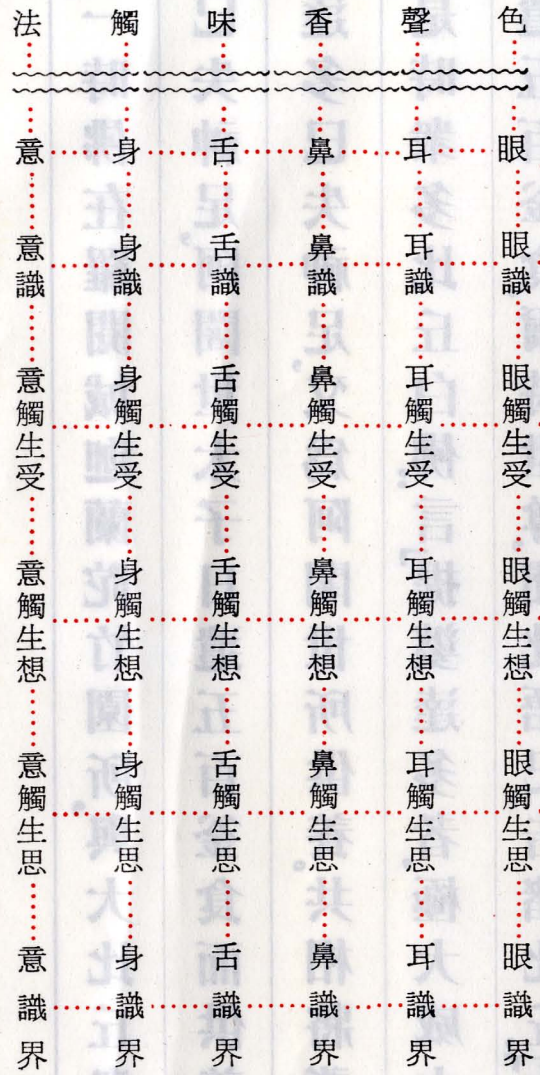 色 眼 眼識 眼觸生受 眼觸生想 眼觸生思 眼識界
聲 耳 耳識 耳觸生受 耳觸生想 耳觸生思 耳識界
香 鼻 鼻識 鼻觸生受 鼻觸生想 鼻觸生思 鼻識界
味 舌 舌識 舌觸生受 舌觸生想 舌觸生思 舌識界
觸 身 身識 身觸生受 身觸生想 身觸生思 身識界
法 意 意識 意觸生受 意觸生想 意觸生思 意識界